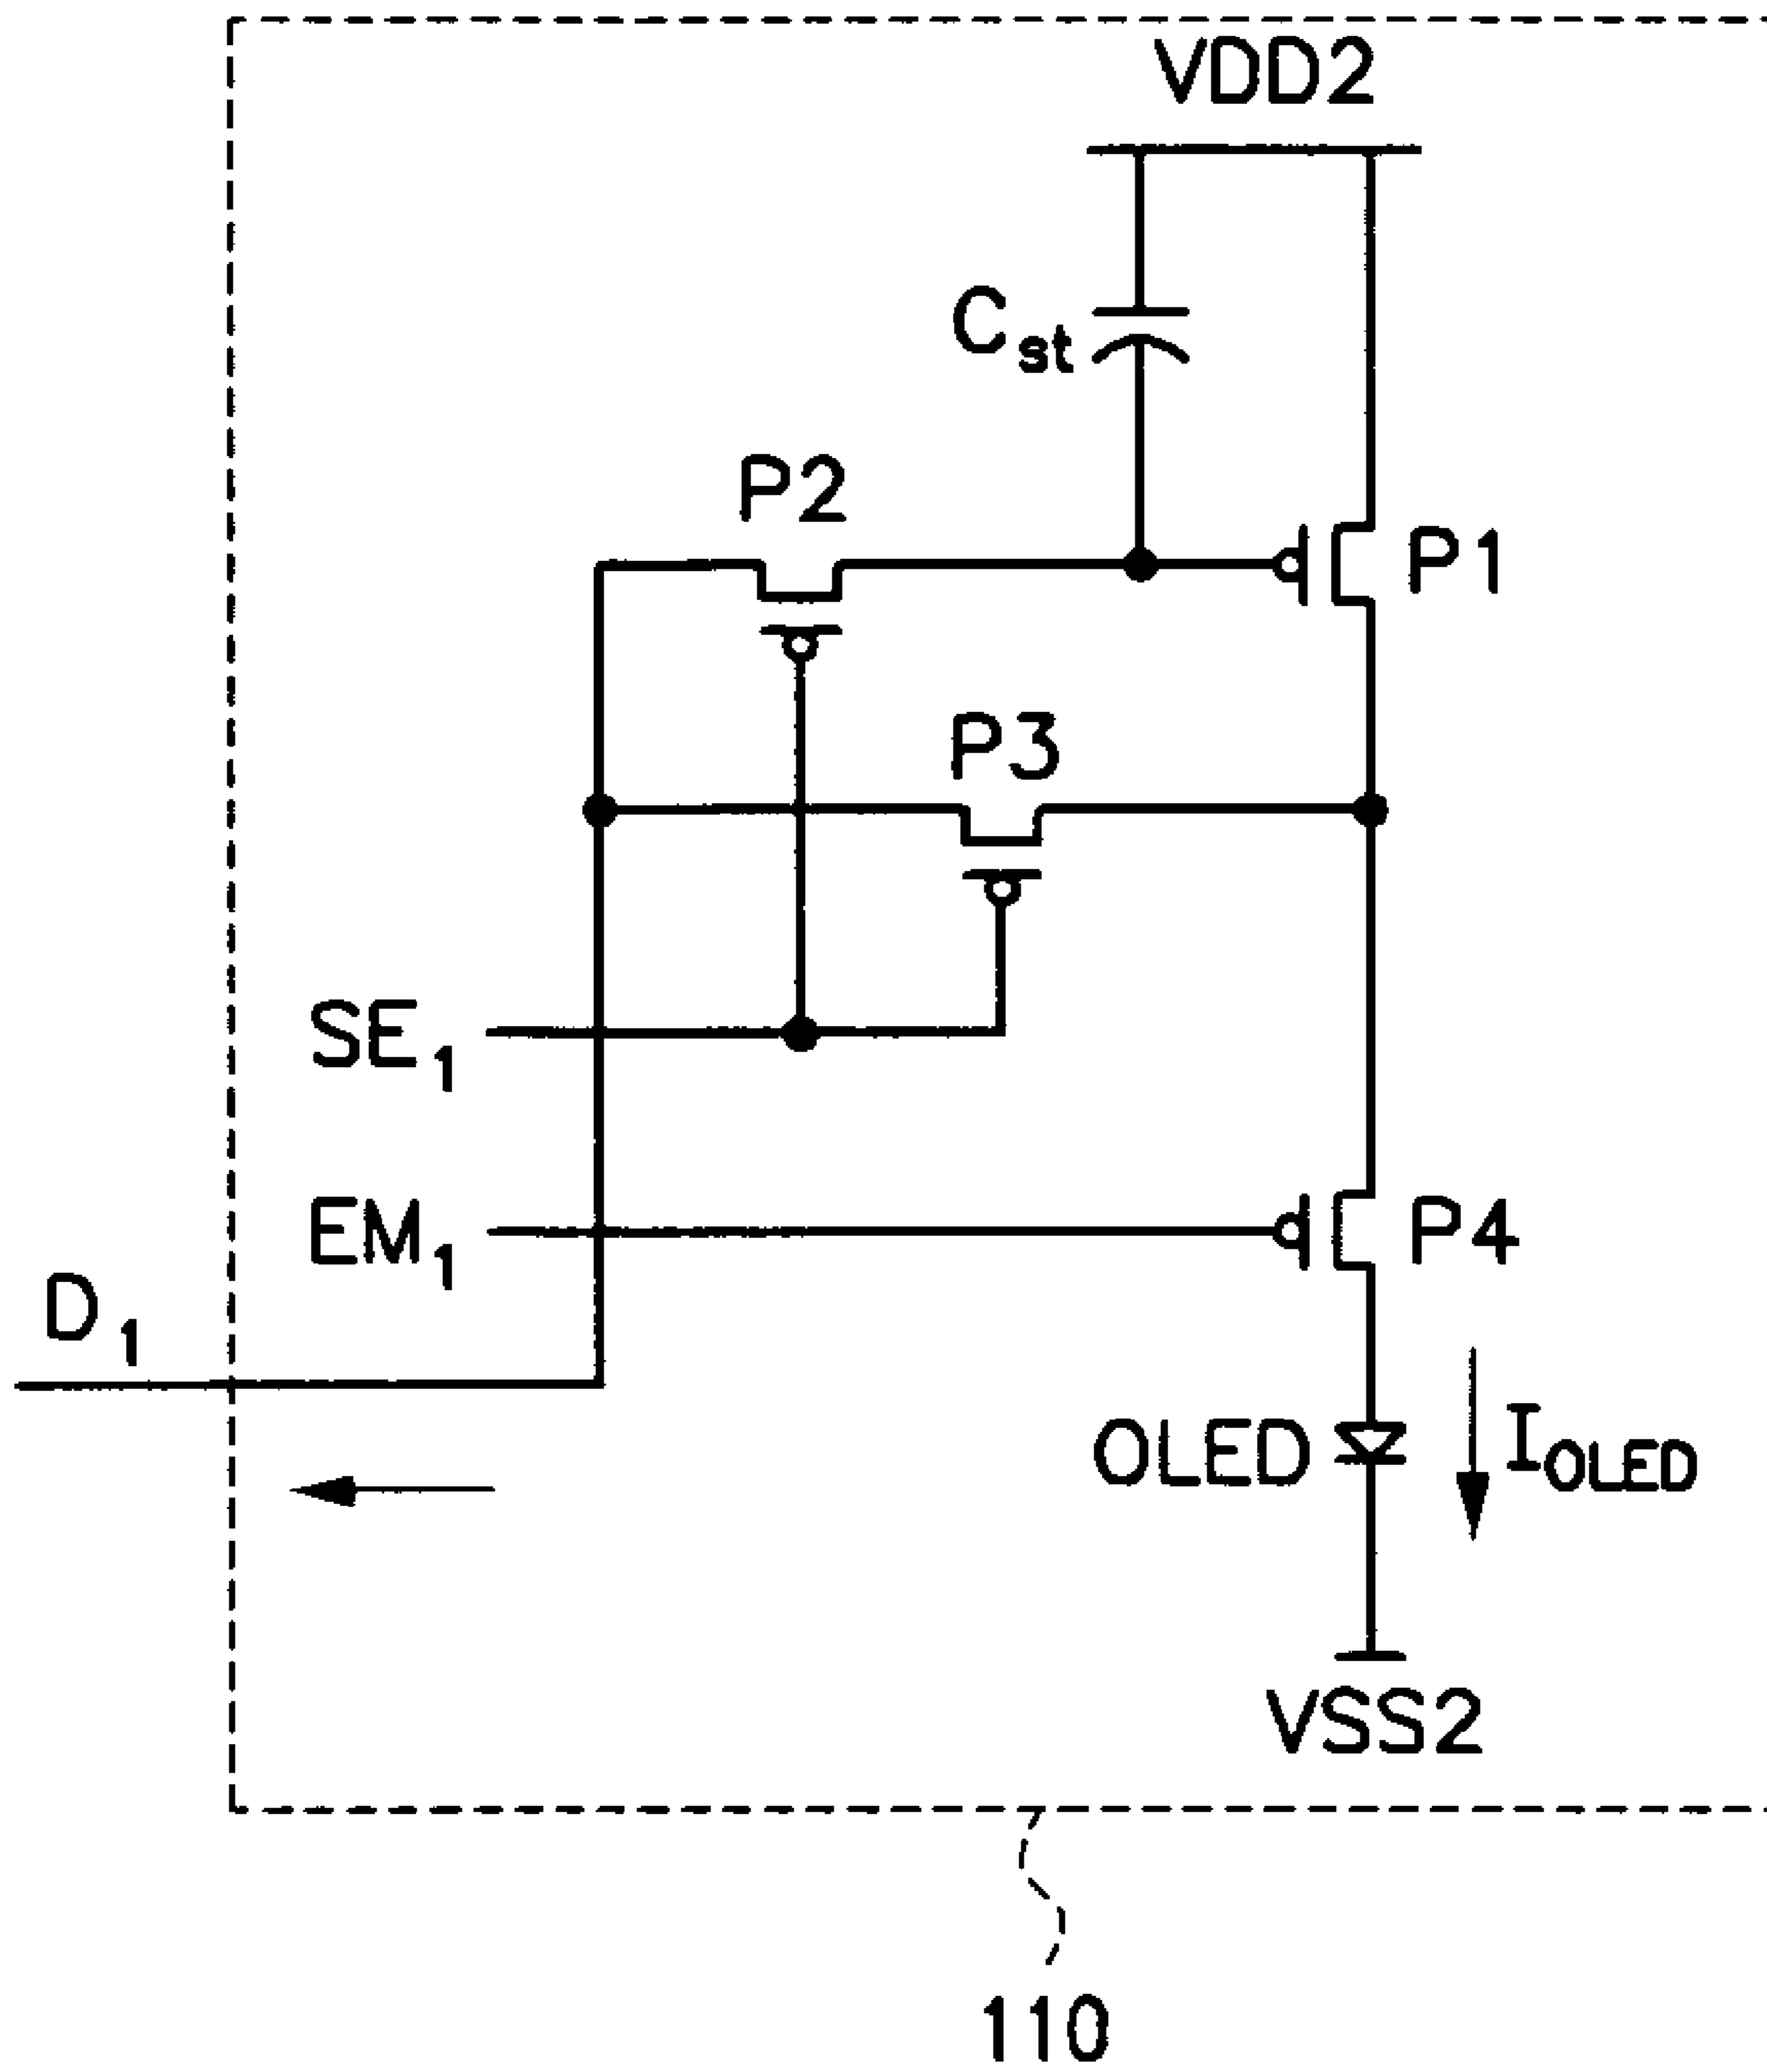 VDD2
Cst
P2
P1
P3
SE1
EM1
P4
D1
OLED
IOLED
VSS2
110